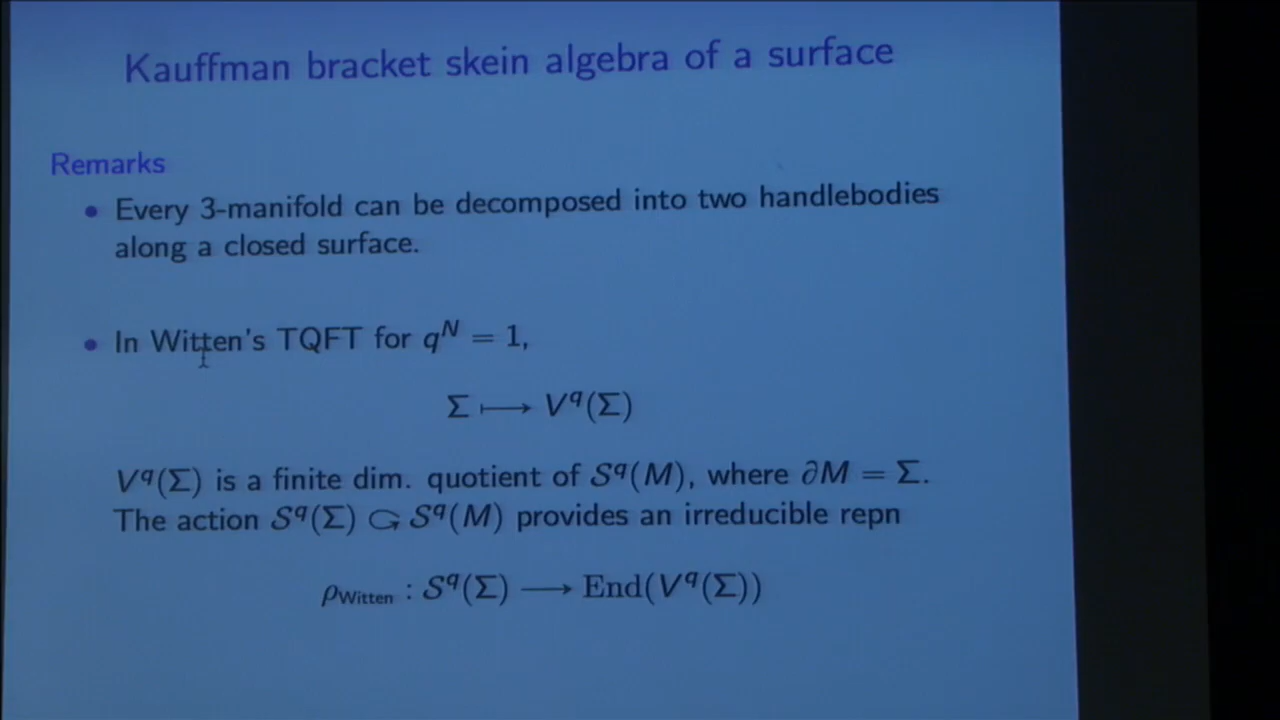 Kauffman bracket skein algebra of a surface
Remarks
• Every 3-manifold can be decomposed into two handlebodies
along a closed surface.
• In Witten's TQFT for q^N = 1,
Σ ⟼ V^q(Σ)
V^q(Σ) is a finite dim. quotient of 𝒮^q(M), where ∂M = Σ.
The action 𝒮^q(Σ) ⟲ 𝒮^q(M) provides an irreducible repn
ρ_Witten : 𝒮^q(Σ) ⟶ End(V^q(Σ))